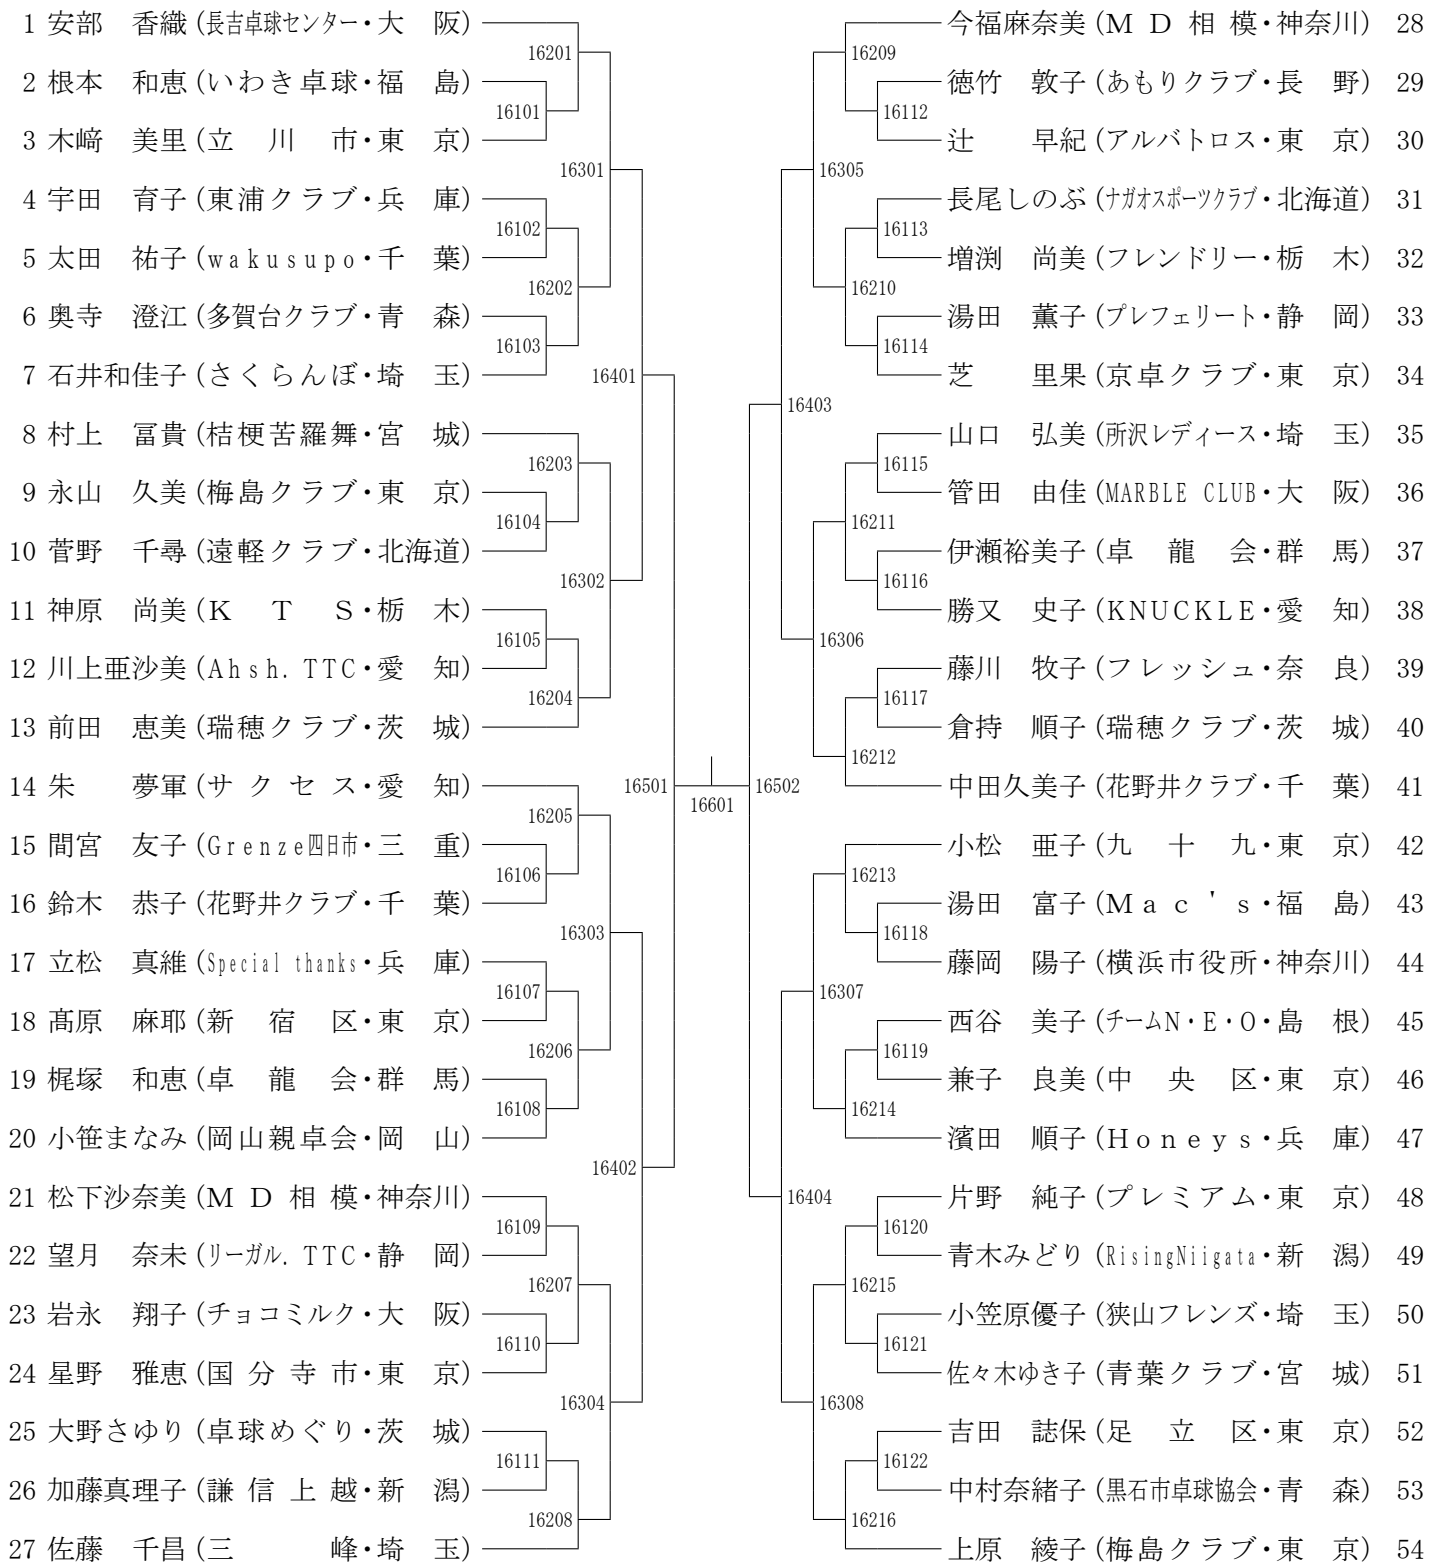 1 安部　香織 (長吉卓球センター・大　阪)
2 根本　和恵 (いわき卓球・福　島)
3 木﨑　美里 (立　川　市・東　京)
4 宇田　育子 (東浦クラブ・兵　庫)
5 太田　祐子 (wakusupo・千　葉)
6 奥寺　澄江 (多賀台クラブ・青　森)
7 石井和佳子 (さくらんぼ・埼　玉)
8 村上　冨貴 (桔梗苦羅舞・宮　城)
9 永山　久美 (梅島クラブ・東　京)
10 菅野　千尋 (遠軽クラブ・北海道)
11 神原　尚美 (K　T　S・栃　木)
12 川上亜沙美 (Ahsh. TTC・愛　知)
13 前田　恵美 (瑞穂クラブ・茨　城)
14 朱　　夢軍 (サクセス・愛　知)
15 間宮　友子 (Grenze四日市・三　重)
16 鈴木　恭子 (花野井クラブ・千　葉)
17 立松　真維 (Special thanks・兵　庫)
18 髙原　麻耶 (新　宿　区・東　京)
19 梶塚　和恵 (卓　龍　会・群　馬)
20 小笹まなみ (岡山親卓会・岡　山)
21 松下沙奈美 (M D 相 模・神奈川)
22 望月　奈未 (リーガル. TTC・静　岡)
23 岩永　翔子 (チョコミルク・大　阪)
24 星野　雅恵 (国 分 寺 市・東　京)
25 大野さゆり (卓球めぐり・茨　城)
26 加藤真理子 (謙 信 上 越・新　潟)
27 佐藤　千昌 (三　　　峰・埼　玉)
16101
16102
16103
16104
16105
16106
16107
16108
16109
16110
16111
16201
16202
16203
16204
16205
16206
16207
16208
16301
16302
16303
16304
16401
16402
16501
16601
16502
16403
16404
16305
16306
16307
16308
16209
16210
16211
16212
16213
16214
16215
16216
16112
16113
16114
16115
16116
16117
16118
16119
16120
16121
16122
今福麻奈美 (M D 相 模・神奈川) 28
徳竹　敦子 (あもりクラブ・長　野) 29
辻　　早紀 (アルバトロス・東　京) 30
長尾しのぶ (ナガオスポーツクラブ・北海道) 31
増渕　尚美 (フレンドリー・栃　木) 32
湯田　薫子 (プレフェリート・静　岡) 33
芝　　里果 (京卓クラブ・東　京) 34
山口　弘美 (所沢レディース・埼　玉) 35
管田　由佳 (MARBLE CLUB・大　阪) 36
伊瀬裕美子 (卓　龍　会・群　馬) 37
勝又　史子 (KNUCKLE・愛　知) 38
藤川　牧子 (フレッシュ・奈　良) 39
倉持　順子 (瑞穂クラブ・茨　城) 40
中田久美子 (花野井クラブ・千　葉) 41
小松　亜子 (九　十　九・東　京) 42
湯田　富子 (Mac's・福　島) 43
藤岡　陽子 (横浜市役所・神奈川) 44
西谷　美子 (チームN・E・O・島　根) 45
兼子　良美 (中　央　区・東　京) 46
濱田　順子 (Honeys・兵　庫) 47
片野　純子 (プレミアム・東　京) 48
青木みどり (RisingNiigata・新　潟) 49
小笠原優子 (狭山フレンズ・埼　玉) 50
佐々木ゆき子 (青葉クラブ・宮　城) 51
吉田　誌保 (足　立　区・東　京) 52
中村奈緒子 (黒石市卓球協会・青　森) 53
上原　綾子 (梅島クラブ・東　京) 54